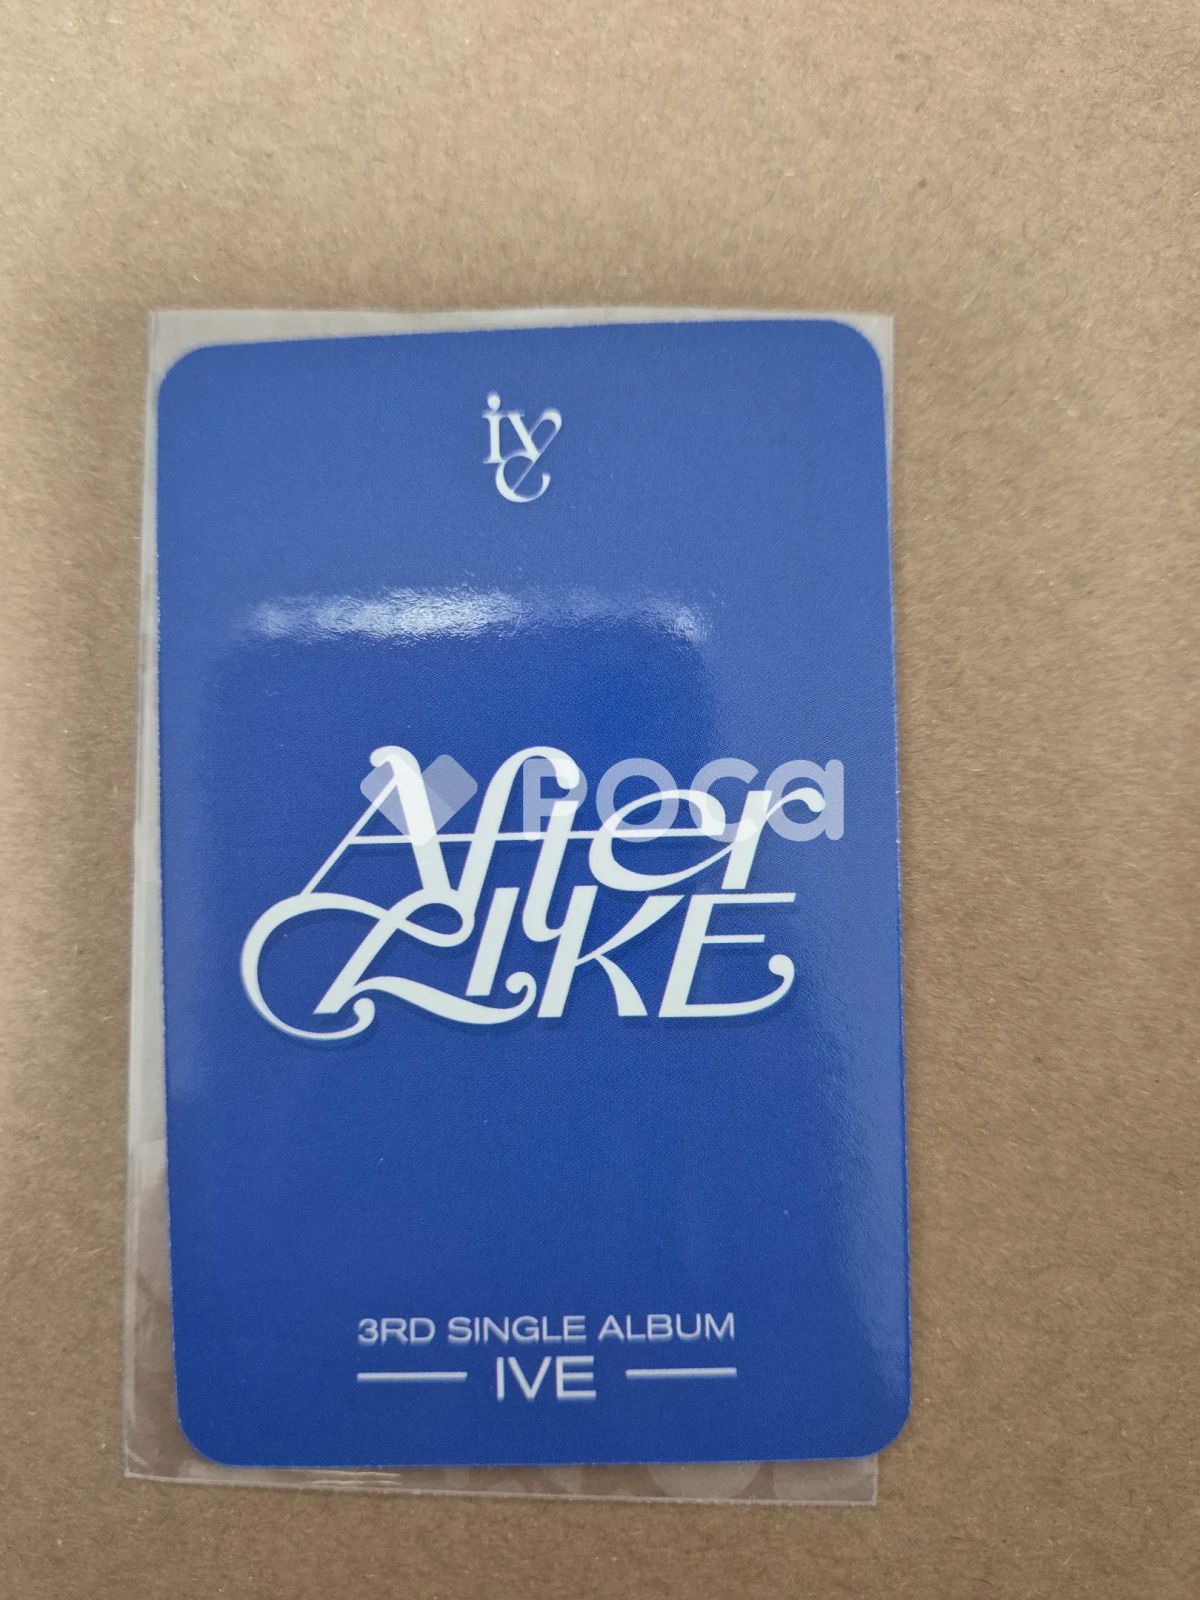 ive
After
LIKE
POCA
3RD SINGLE ALBUM
IVE